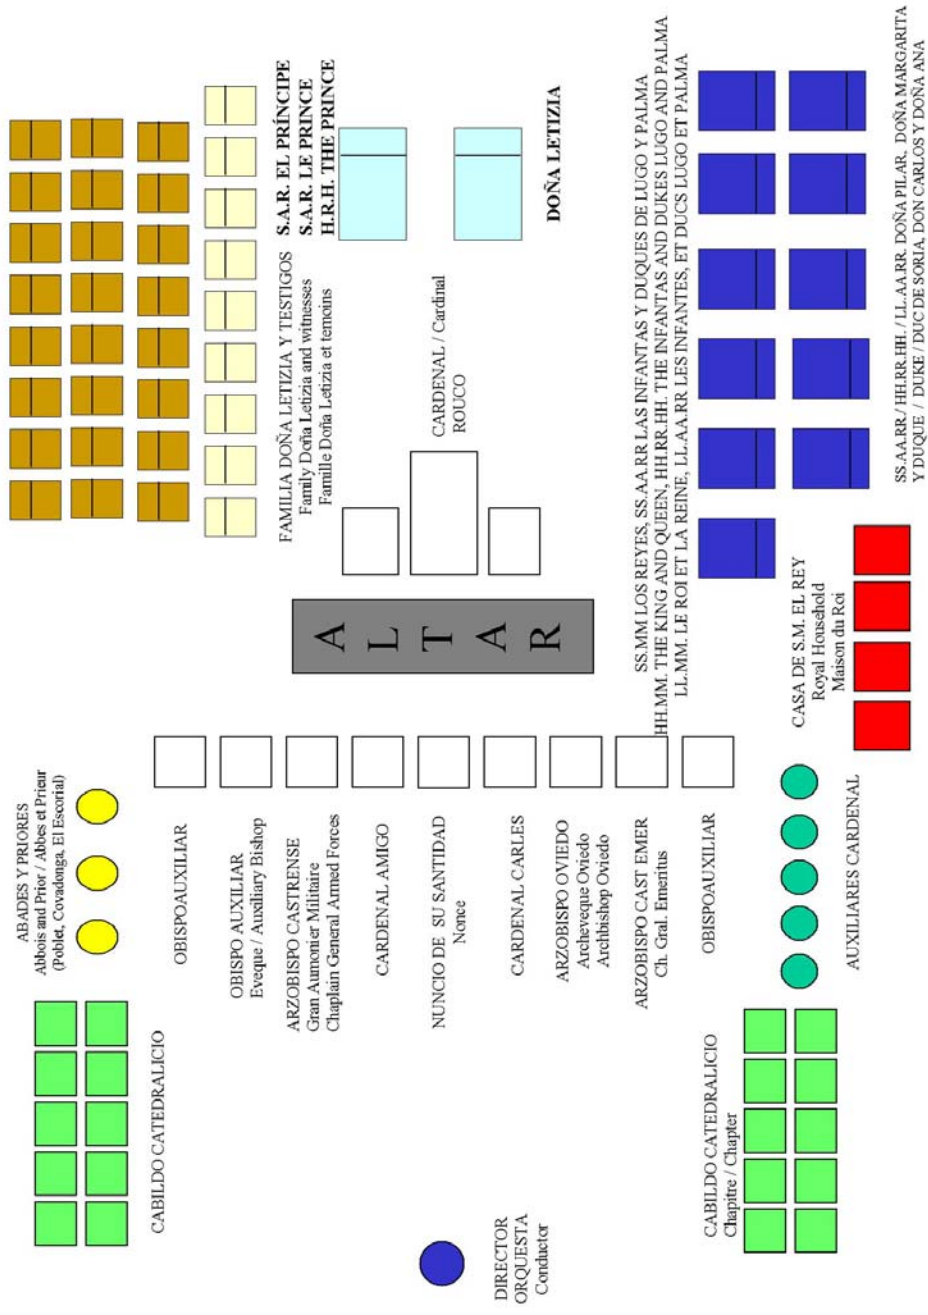 ABADES Y PRIORES
Abbois and Prior / Abbes et Prieur
(Poblet, Covadonga, El Escorial)
CABILDO CATEDRALICIO
OBISPOAUXILIAR
OBISPO AUXILIAR
Eveque / Auxiliary Bishop
ARZOBISPO CASTRENSE
Gran Aumonier Militaire
Chaplain General Armed Forces
CARDENAL AMIGO
NUNCIO DE SU SANTIDAD
Nonce
CARDENAL CARLES
ARZOBISPO OVIEDO
Archeveque Oviedo
Archbishop Oviedo
ARZOBISPO CAST EMER
Ch. Gral. Emeritus
OBISPOAUXILIAR
DIRECTOR
ORQUESTA
Conductor
CABILDO CATEDRALICIO
Chapitre / Chapter
AUXILIARES CARDENAL
ALTAR
FAMILIA DOÑA LETIZIA Y TESTIGOS
Family Doña Letizia and witnesses
Famille Doña Letizia et temoins
S.A.R. EL PRÍNCIPE
S.A.R. LE PRINCE
H.R.H. THE PRINCE
CARDENAL / Cardinal
ROUCO
DOÑA LETIZIA
SS.MM LOS REYES, SS.AA.RR LAS INFANTAS Y DUQUES DE LUGO Y PALMA
HH.MM. THE KING AND QUEEN, HH.RR.HH. THE INFANTAS AND DUKES LUGO AND PALMA
LL.MM. LE ROI ET LA REINE, LL.AA.RR LES INFANTES, ET DUCS LUGO ET PALMA
CASA DE S.M. EL REY
Royal Household
Maison du Roi
SS.AA.RR./ HH.RR.HH. / LL.AA.RR. DOÑA PILAR, DOÑA MARGARITA
Y DUQUE / DUKE / DUC DE SORIA, DON CARLOS Y DOÑA ANA